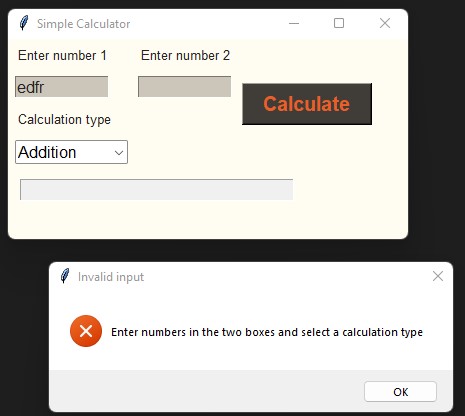 Simple Calculator
Enter number 1 Enter number 2
edfr
Calculate
Calculation type
Addition
Invalid input
Enter numbers in the two boxes and select a calculation type
OK